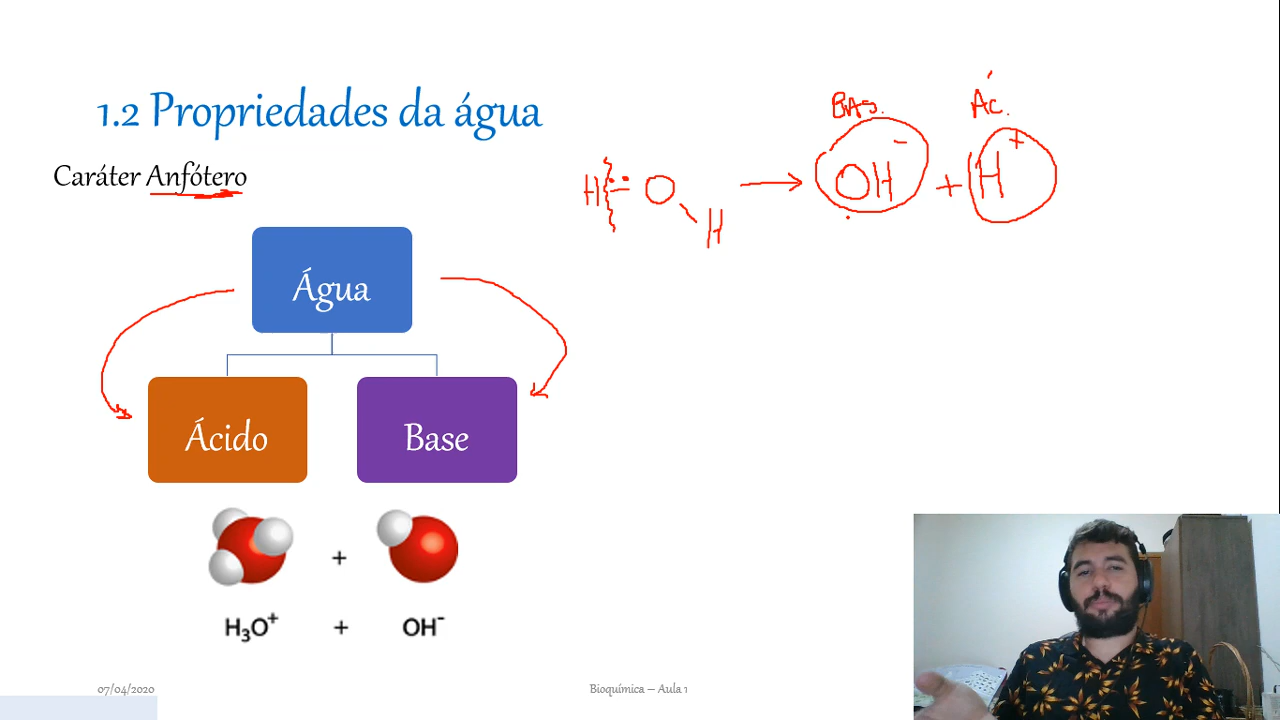 1.2 Propriedades da água
Caráter Anfótero
BAS. Ác.
H : O H → OH⁻ + H⁺
Água
Ácido Base
+
H₃O⁺ + OH⁻
07/04/2020 Bioquímica – Aula 1